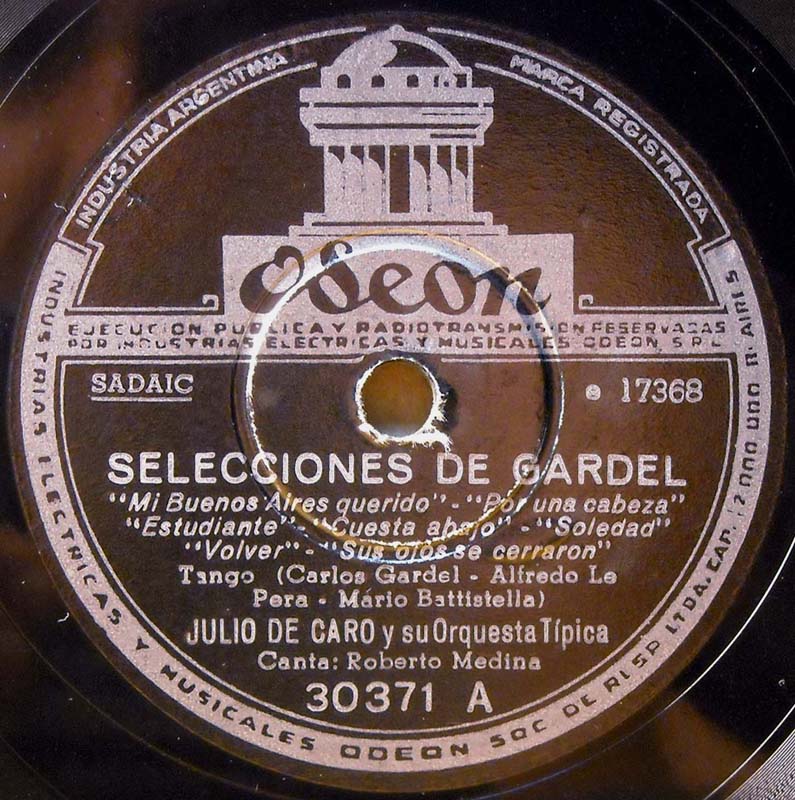 INDUSTRIA ARGENTINA
MARCA REGISTRADA
Odeon
EJECUCION PUBLICA Y RADIOTRANSMISION RESERVADAS
POR INDUSTRIAS ELECTRICAS Y MUSICALES ODEON, S.R.L.
SADAIC
e 17368
SELECCIONES DE GARDEL
"Mi Buenos Aires querido" - "Por una cabeza"
"Estudiante" - "Cuesta abajo" - "Soledad"
"Volver" - "Sus ojos se cerraron"
Tango (Carlos Gardel - Alfredo Le
Pera - Mário Battistella)
JULIO DE CARO y su Orquesta Típica
Canta: Roberto Medina
30371 A
INDUSTRIAS ELECTRICAS Y MUSICALES ODEON SOC DE RLSP LTDA. CAP. 12 000 000 B. AIRES